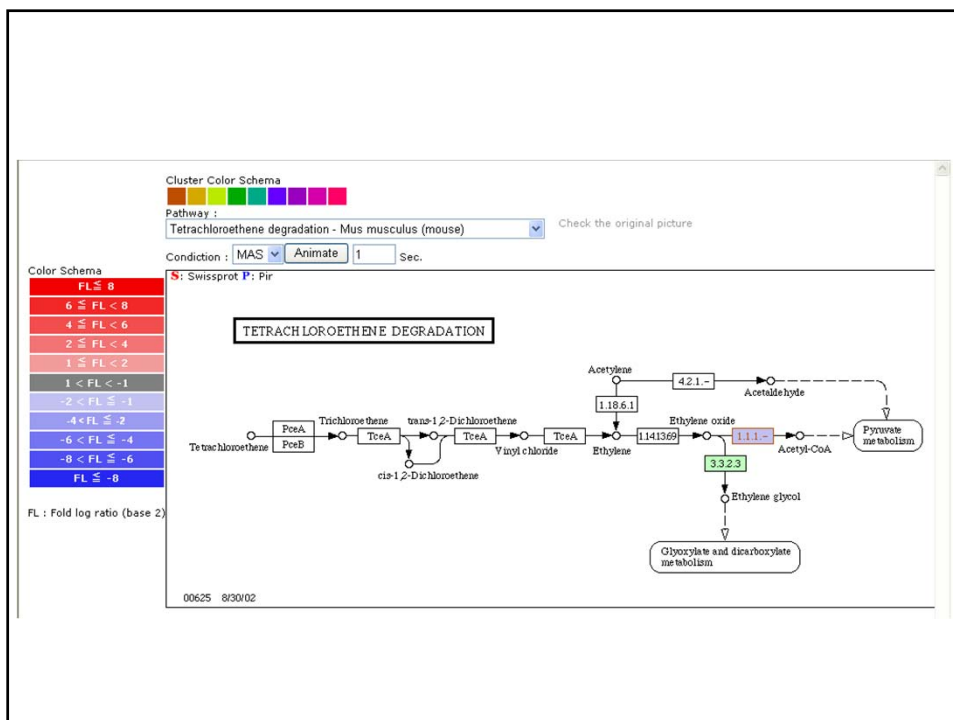 Cluster Color Schema
Pathway :
Tetrachloroethene degradation - Mus musculus (mouse)
Check the original picture
Condiction :
MAS
Animate
1
Sec.
Color Schema
FL≦ 8
6 ≦ FL < 8
4 ≦ FL < 6
2 ≦ FL < 4
1 ≦ FL < 2
1 < FL < -1
-2 < FL ≦ -1
-4 < FL ≦ -2
-6 < FL ≦ -4
-8 < FL ≦ -6
FL ≦ -8
FL : Fold log ratio (base 2)
S: Swissprot P: Pir
TETRACHLOROETHENE DEGRADATION
Acetylene
4.2.1.-
Acetaldehyde
1.18.6.1
Pyruvate
metabolism
Tetrachloroethene
PceA
PceB
Trichloroethene
TceA
trans-1,2-Dichloroethene
cis-1,2-Dichloroethene
TceA
Vinyl chloride
TceA
Ethylene
1.14.13.69
Ethylene oxide
1.1.1.-
Acetyl-CoA
3.3.2.3
Ethylene glycol
Glyoxylate and dicarboxylate
metabolism
00625 8/30/02